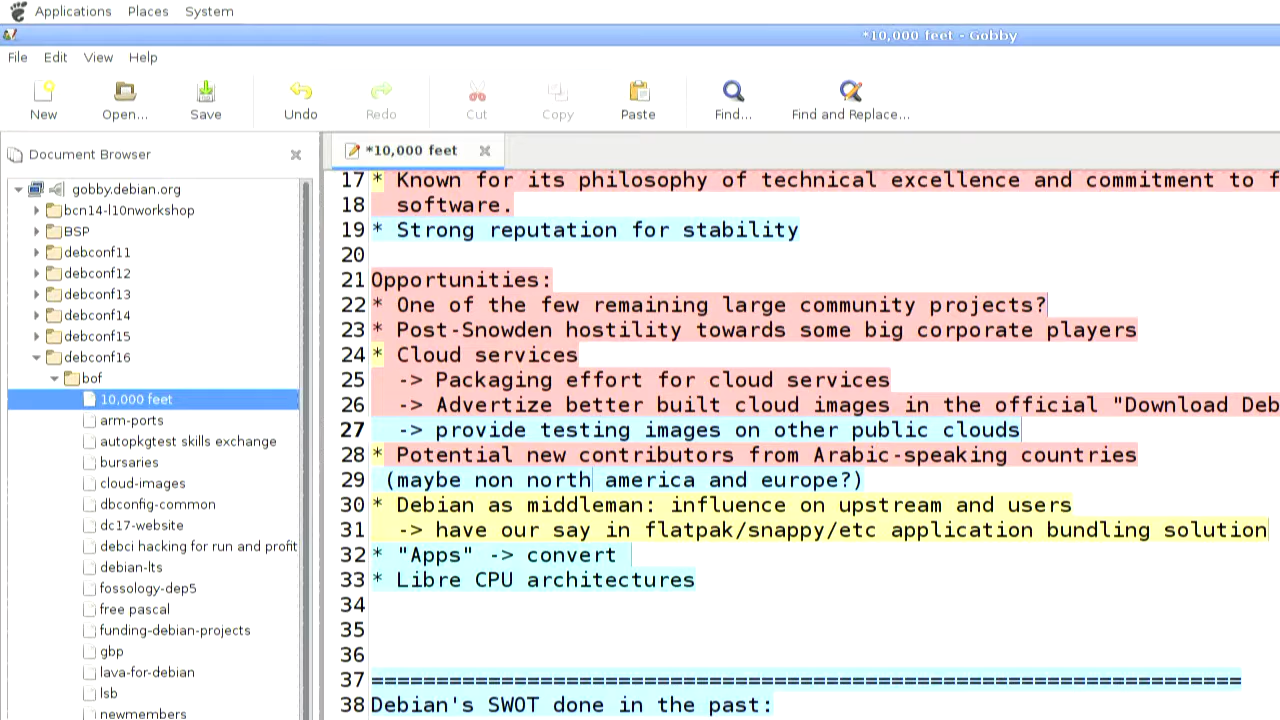 Applications Places System
*10,000 feet - Gobby
File Edit View Help
New Open... Save Undo Redo Cut Copy Paste Find... Find and Replace...
Document Browser
*10,000 feet
gobby.debian.org
bcn14-l10nworkshop
BSP
debconf11
debconf12
debconf13
debconf14
debconf15
debconf16
bof
10,000 feet
arm-ports
autopkgtest skills exchange
bursaries
cloud-images
dbconfig-common
dc17-website
debci hacking for run and profit
debian-lts
fossology-dep5
free pascal
funding-debian-projects
gbp
lava-for-debian
lsb
newmembers
17 * Known for its philosophy of technical excellence and commitment to f
18 software.
19 * Strong reputation for stability
20
21 Opportunities:
22 * One of the few remaining large community projects?
23 * Post-Snowden hostility towards some big corporate players
24 * Cloud services
25 -> Packaging effort for cloud services
26 -> Advertize better built cloud images in the official "Download Deb
27 -> provide testing images on other public clouds
28 * Potential new contributors from Arabic-speaking countries
29 (maybe non north america and europe?)
30 * Debian as middleman: influence on upstream and users
31 -> have our say in flatpak/snappy/etc application bundling solution
32 * "Apps" -> convert
33 * Libre CPU architectures
34
35
36
37 ====================================================================
38 Debian's SWOT done in the past: